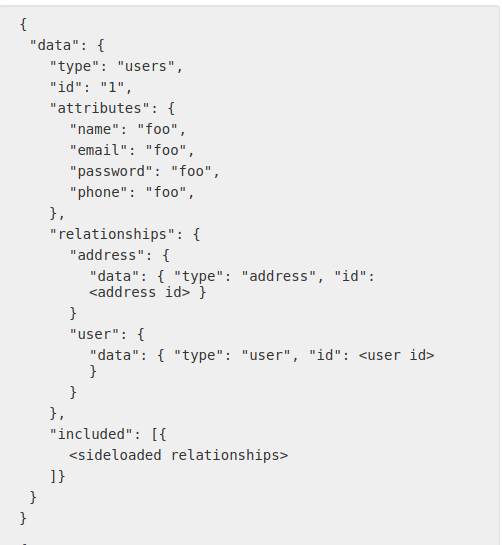 {
"data": {
"type": "users",
"id": "1",
"attributes": {
"name": "foo",
"email": "foo",
"password": "foo",
"phone": "foo",
},
"relationships": {
"address": {
"data": { "type": "address", "id":
<address id> }
}
"user": {
"data": { "type": "user", "id": <user id>
}
}
},
"included": [{
<sideloaded relationships>
]}
}
}